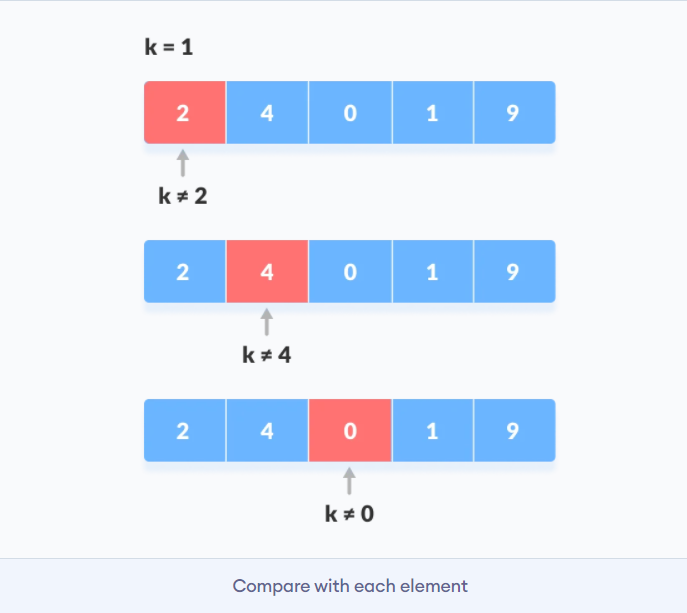 k = 1
2 4 0 1 9
k ≠ 2
2 4 0 1 9
k ≠ 4
2 4 0 1 9
k ≠ 0
Compare with each element